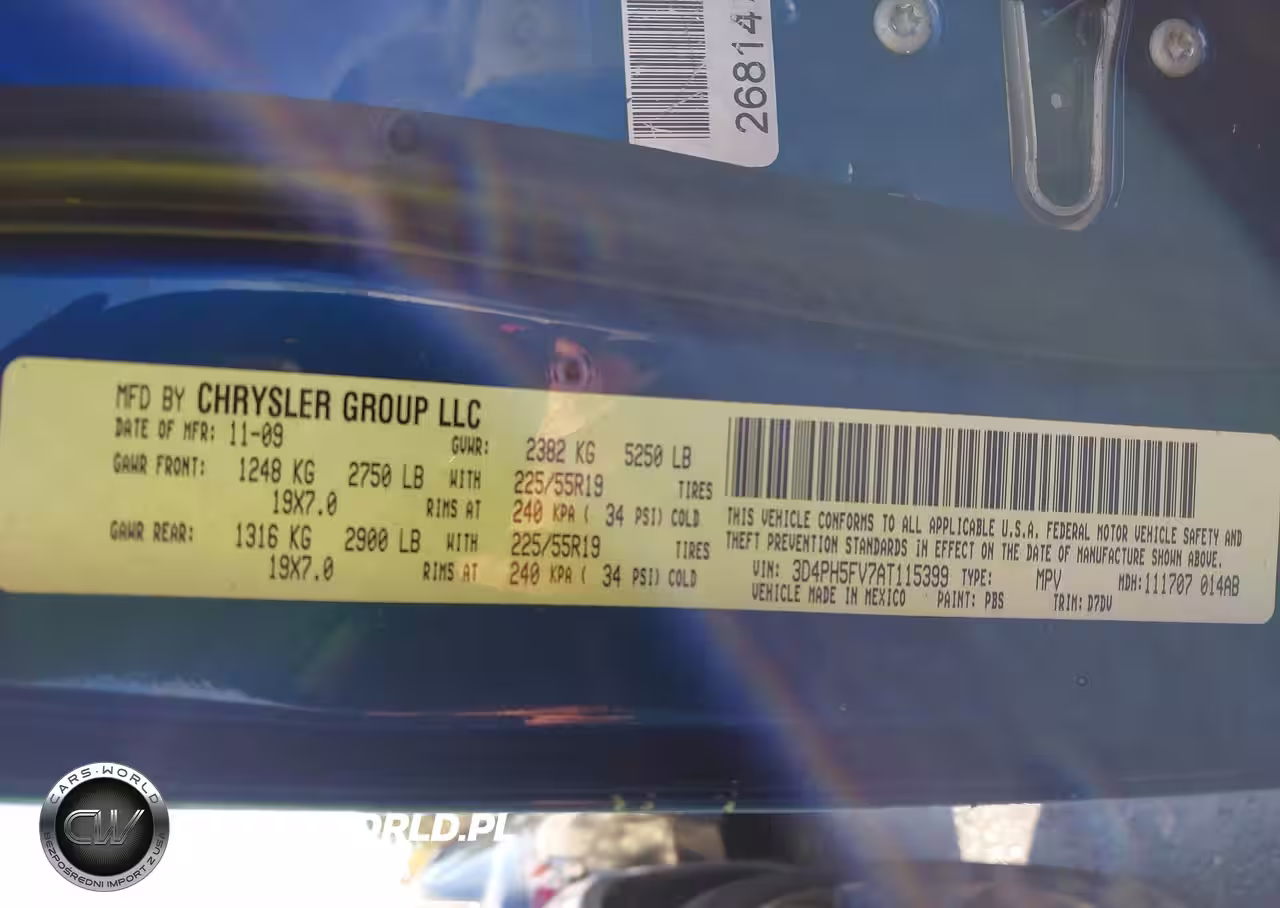 26814
MFD BY CHRYSLER GROUP LLC
DATE OF MFR: 11-09 GVWR: 2382 KG 5250 LB
GAWR FRONT: 1248 KG 2750 LB WITH 225/55R19 TIRES
19X7.0 RIMS AT 240 KPA ( 34 PSI) COLD
GAWR REAR: 1316 KG 2900 LB WITH 225/55R19 TIRES
19X7.0 RIMS AT 240 KPA ( 34 PSI) COLD
THIS VEHICLE CONFORMS TO ALL APPLICABLE U.S.A. FEDERAL MOTOR VEHICLE SAFETY AND
THEFT PREVENTION STANDARDS IN EFFECT ON THE DATE OF MANUFACTURE SHOWN ABOVE.
VIN: 3D4PH5FV7AT115399 TYPE: MPV MDH:111707 014AB
VEHICLE MADE IN MEXICO PAINT: PBS TRIM: D7DV
CARS-WORLD
CW
BEZPOŚREDNI IMPORT Z USA
ORLD.PL